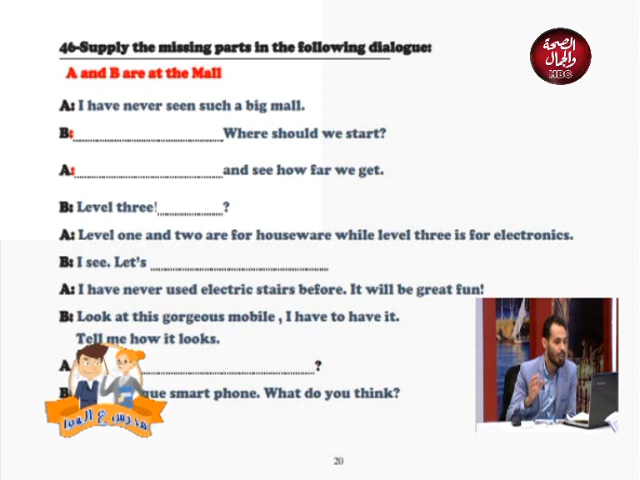 46-Supply the missing parts in the following dialogue:
A and B are at the Mall
A: I have never seen such a big mall.
B: Where should we start?
A: and see how far we get.
B: Level three! ?
A: Level one and two are for houseware while level three is for electronics.
B: I see. Let's
A: I have never used electric stairs before. It will be great fun!
B: Look at this gorgeous mobile , I have to have it.
Tell me how it looks.
A ?
B smart phone. What do you think?
20
الصحة
والجمال
HBC
مدرس ع الهوا